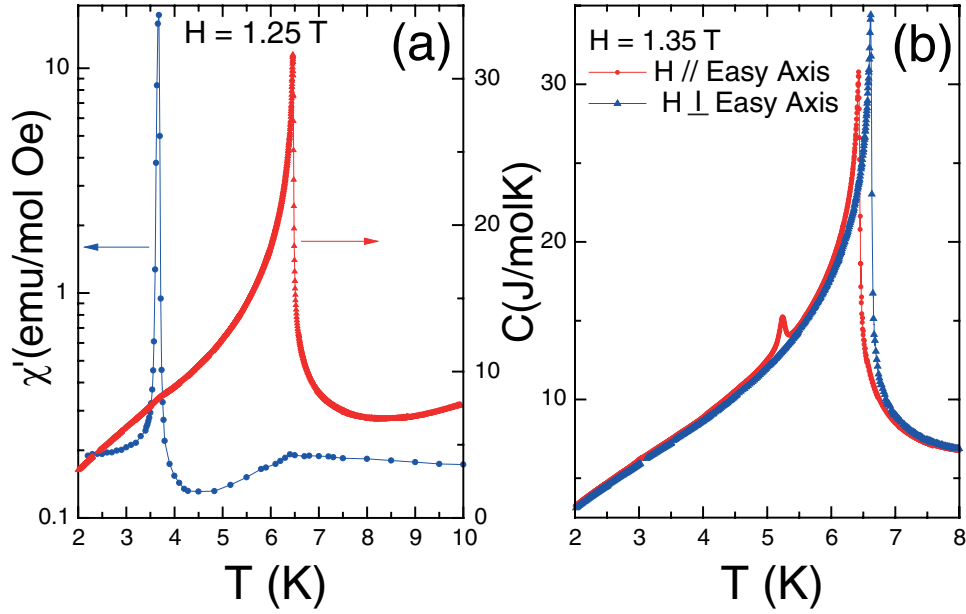 H = 1.25 T
(a)
10
1
0.1
χ'(emu/mol Oe)
30
20
10
0
2 3 4 5 6 7 8 9 10
T (K)
H = 1.35 T
(b)
H // Easy Axis
H ⊥ Easy Axis
C(J/molK)
30
20
10
2 3 4 5 6 7 8
T (K)